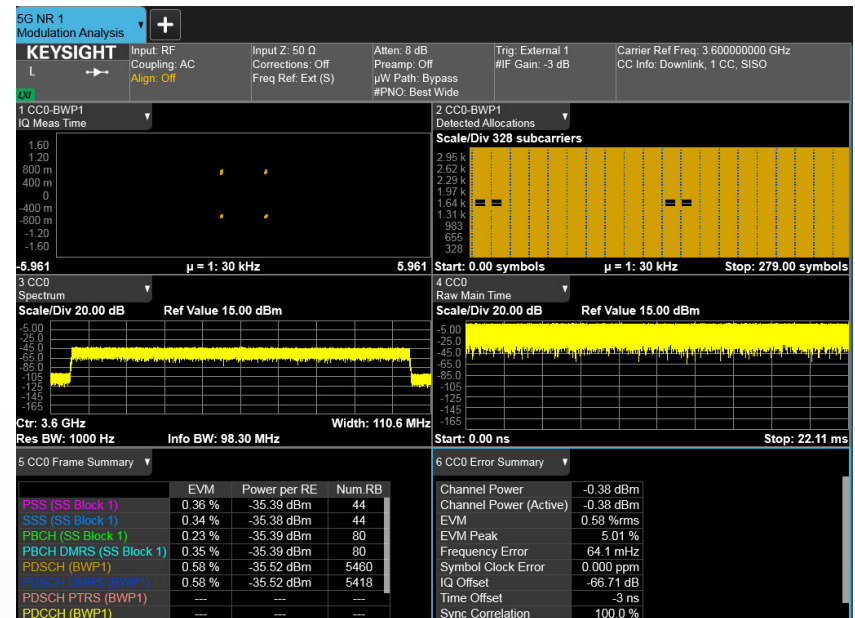 5G NR 1
Modulation Analysis
+
KEYSIGHT
L
LXI
Input: RF
Coupling: AC
Align: Off
Input Z: 50 Ω
Corrections: Off
Freq Ref: Ext (S)
Atten: 8 dB
Preamp: Off
µW Path: Bypass
#PNO: Best Wide
Trig: External 1
#IF Gain: -3 dB
Carrier Ref Freq: 3.600000000 GHz
CC Info: Downlink, 1 CC, SISO
1 CC0-BWP1
IQ Meas Time
1.60
1.20
800 m
400 m
0
-400 m
-800 m
-1.20
-1.60
-5.961 µ = 1: 30 kHz 5.961
2 CC0-BWP1
Detected Allocations
Scale/Div 328 subcarriers
2.95 k
2.62 k
2.29 k
1.97 k
1.64 k
1.31 k
983
655
328
Start: 0.00 symbols µ = 1: 30 kHz Stop: 279.00 symbols
3 CC0
Spectrum
Scale/Div 20.00 dB Ref Value 15.00 dBm
-5.00
-25.0
-45.0
-65.0
-85.0
-105
-125
-145
-165
Ctr: 3.6 GHz Width: 110.6 MHz
Res BW: 1000 Hz Info BW: 98.30 MHz
4 CC0
Raw Main Time
Scale/Div 20.00 dB Ref Value 15.00 dBm
-5.00
-25.0
-45.0
-65.0
-85.0
-105
-125
-145
-165
Start: 0.00 ns Stop: 22.11 ms
5 CC0 Frame Summary
EVM Power per RE Num.RB
PSS (SS Block 1) 0.36 % -35.39 dBm 44
SSS (SS Block 1) 0.34 % -35.38 dBm 44
PBCH (SS Block 1) 0.23 % -35.39 dBm 80
PBCH DMRS (SS Block 1) 0.35 % -35.39 dBm 80
PDSCH (BWP1) 0.58 % -35.52 dBm 5460
PDSCH DMRS (BWP1) 0.58 % -35.52 dBm 5418
PDSCH PTRS (BWP1) --- --- ---
PDCCH (BWP1) --- --- ---
6 CC0 Error Summary
Channel Power -0.38 dBm
Channel Power (Active) -0.38 dBm
EVM 0.58 %rms
EVM Peak 5.01 %
Frequency Error 64.1 mHz
Symbol Clock Error 0.000 ppm
IQ Offset -66.71 dB
Time Offset -3 ns
Sync Correlation 100.0 %